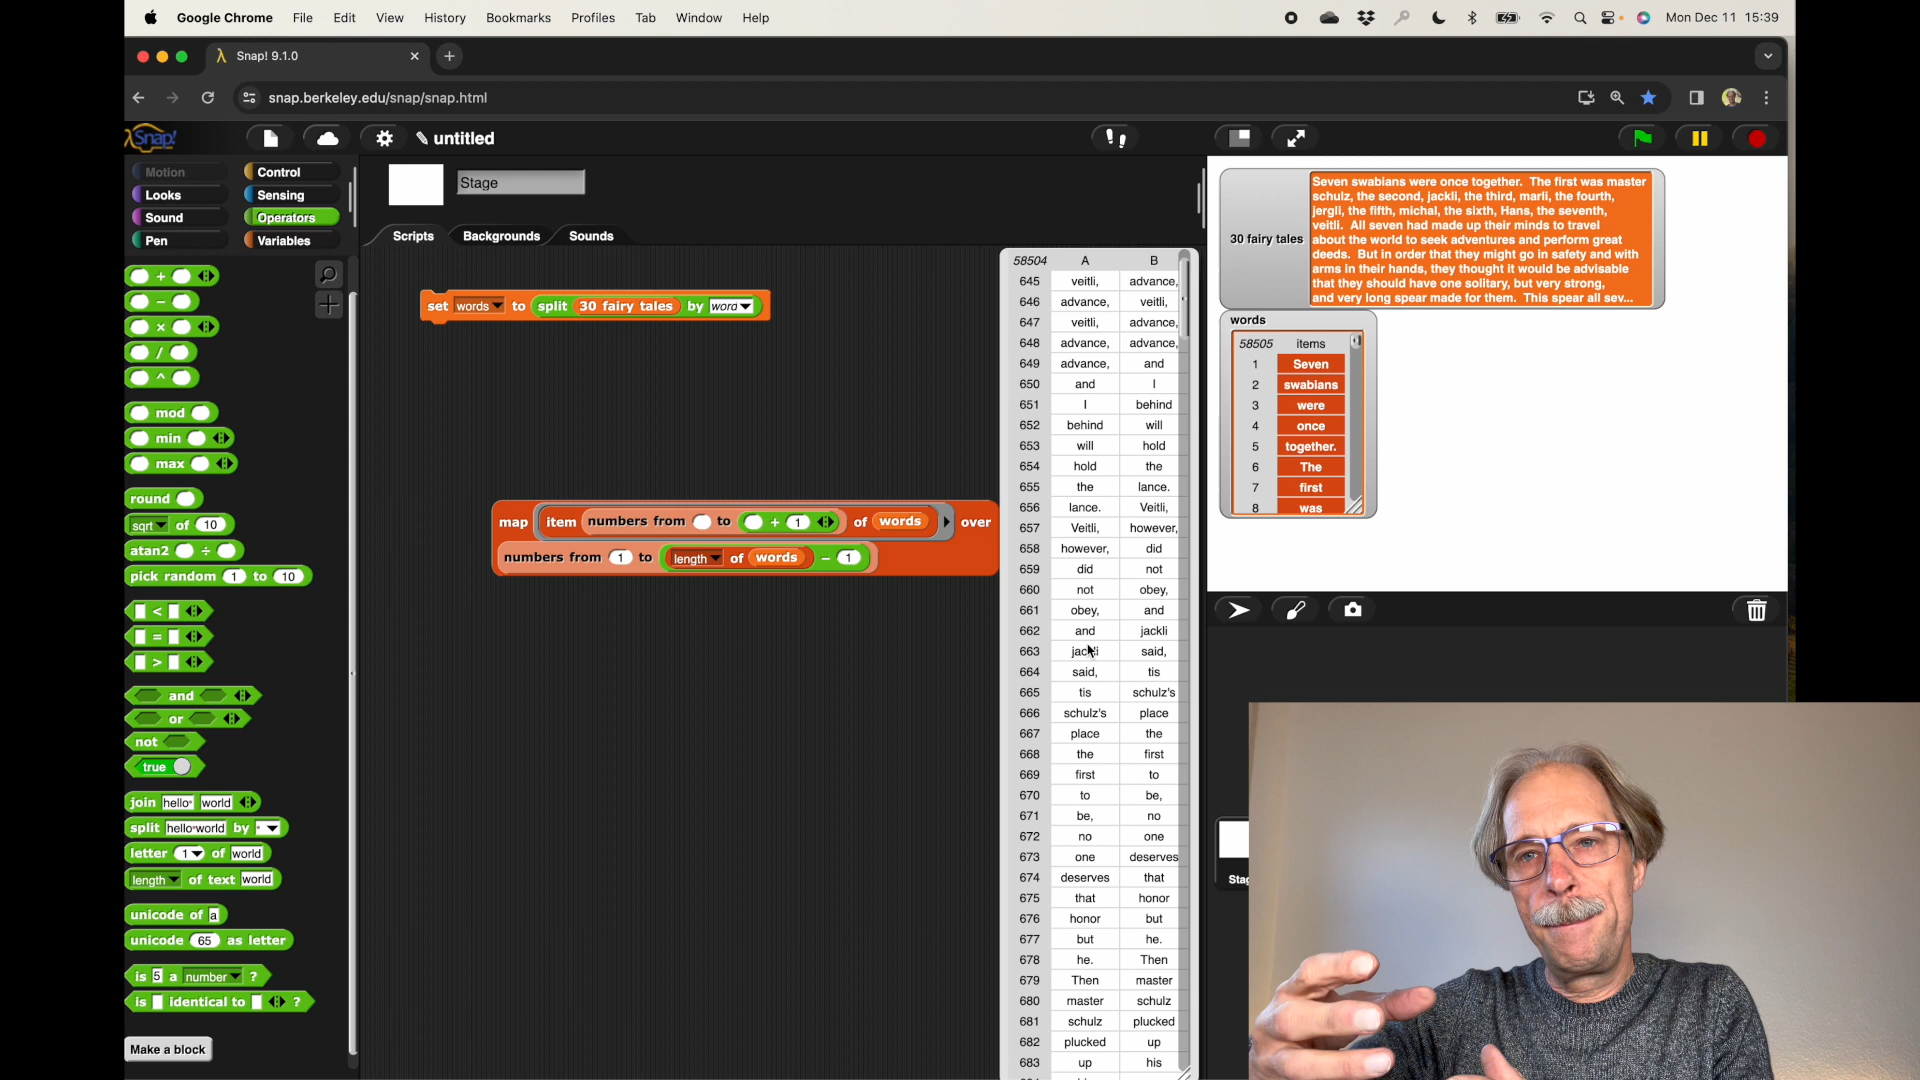 Google Chrome File Edit View History Bookmarks Profiles Tab Window Help Mon Dec 11 15:39
Snap! 9.1.0
snap.berkeley.edu/snap/snap.html
Snap! untitled
Motion Control
Looks Sensing
Sound Operators
Pen Variables
Stage
Scripts Backgrounds Sounds
+
−
×
/
^
mod
min
max
round
sqrt of 10
atan2 ÷
pick random 1 to 10
<
=
>
and
or
not
true
join hello world
split hello world by
letter 1 of world
length of text world
unicode of a
unicode 65 as letter
is 5 a number ?
is identical to ?
Make a block
set words to split 30 fairy tales by word
map item numbers from to + 1 of words over
numbers from 1 to length of words − 1
58504 A B
645 veitli, advance,
646 advance, veitli,
647 veitli, advance,
648 advance, advance,
649 advance, and
650 and I
651 I behind
652 behind will
653 will hold
654 hold the
655 the lance.
656 lance. Veitli,
657 Veitli, however,
658 however, did
659 did not
660 not obey,
661 obey, and
662 and jackli
663 jackli said,
664 said, tis
665 tis schulz's
666 schulz's place
667 place the
668 the first
669 first to
670 to be,
671 be, no
672 no one
673 one deserves
674 deserves that
675 that honor
676 honor but
677 but he.
678 he. Then
679 Then master
680 master schulz
681 schulz plucked
682 plucked up
683 up his
30 fairy tales
Seven swabians were once together. The first was master
schulz, the second, jackli, the third, marli, the fourth,
jergli, the fifth, michal, the sixth, Hans, the seventh,
veitli. All seven had made up their minds to travel
about the world to seek adventures and perform great
deeds. But in order that they might go in safety and with
arms in their hands, they thought it would be advisable
that they should have one solitary, but very strong,
and very long spear made for them. This spear all sev...
words
58505 items
1 Seven
2 swabians
3 were
4 once
5 together.
6 The
7 first
8 was